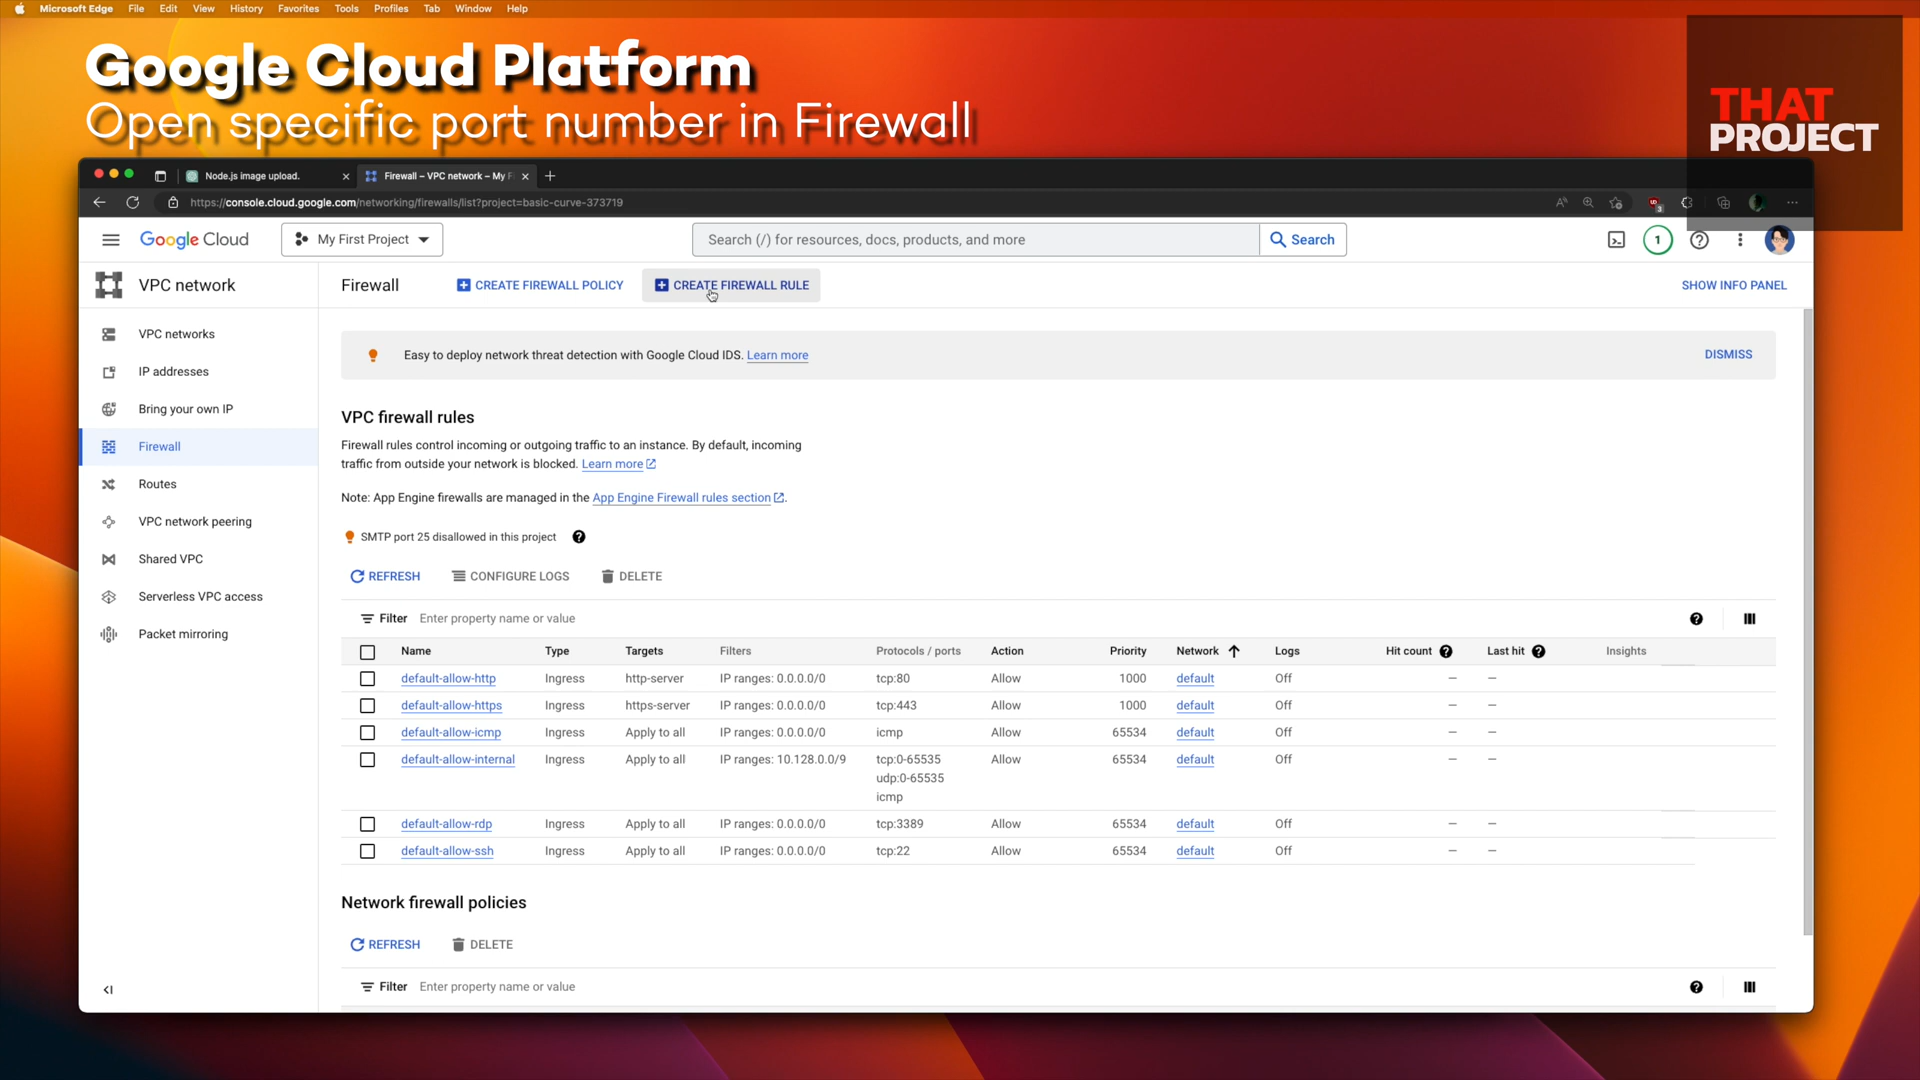 Microsoft Edge File Edit View History Favorites Tools Profiles Tab Window Help
Google Cloud Platform
Open specific port number in Firewall
THAT
PROJECT
Node.js image upload.
Firewall – VPC network – My F
https://console.cloud.google.com/networking/firewalls/list?project=basic-curve-373719
3
Google Cloud
My First Project
Search (/) for resources, docs, products, and more
Search
1
VPC network
Firewall
CREATE FIREWALL POLICY
CREATE FIREWALL RULE
SHOW INFO PANEL
VPC networks
IP addresses
Bring your own IP
Firewall
Routes
VPC network peering
Shared VPC
Serverless VPC access
Packet mirroring
Easy to deploy network threat detection with Google Cloud IDS. Learn more
DISMISS
VPC firewall rules
Firewall rules control incoming or outgoing traffic to an instance. By default, incoming
traffic from outside your network is blocked. Learn more
Note: App Engine firewalls are managed in the App Engine Firewall rules section.
SMTP port 25 disallowed in this project
REFRESH CONFIGURE LOGS DELETE
Filter Enter property name or value
Name Type Targets Filters Protocols / ports Action Priority Network Logs Hit count Last hit Insights
default-allow-http Ingress http-server IP ranges: 0.0.0.0/0 tcp:80 Allow 1000 default Off — —
default-allow-https Ingress https-server IP ranges: 0.0.0.0/0 tcp:443 Allow 1000 default Off — —
default-allow-icmp Ingress Apply to all IP ranges: 0.0.0.0/0 icmp Allow 65534 default Off — —
default-allow-internal Ingress Apply to all IP ranges: 10.128.0.0/9 tcp:0-65535 Allow 65534 default Off — —
udp:0-65535
icmp
default-allow-rdp Ingress Apply to all IP ranges: 0.0.0.0/0 tcp:3389 Allow 65534 default Off — —
default-allow-ssh Ingress Apply to all IP ranges: 0.0.0.0/0 tcp:22 Allow 65534 default Off — —
Network firewall policies
REFRESH DELETE
Filter Enter property name or value